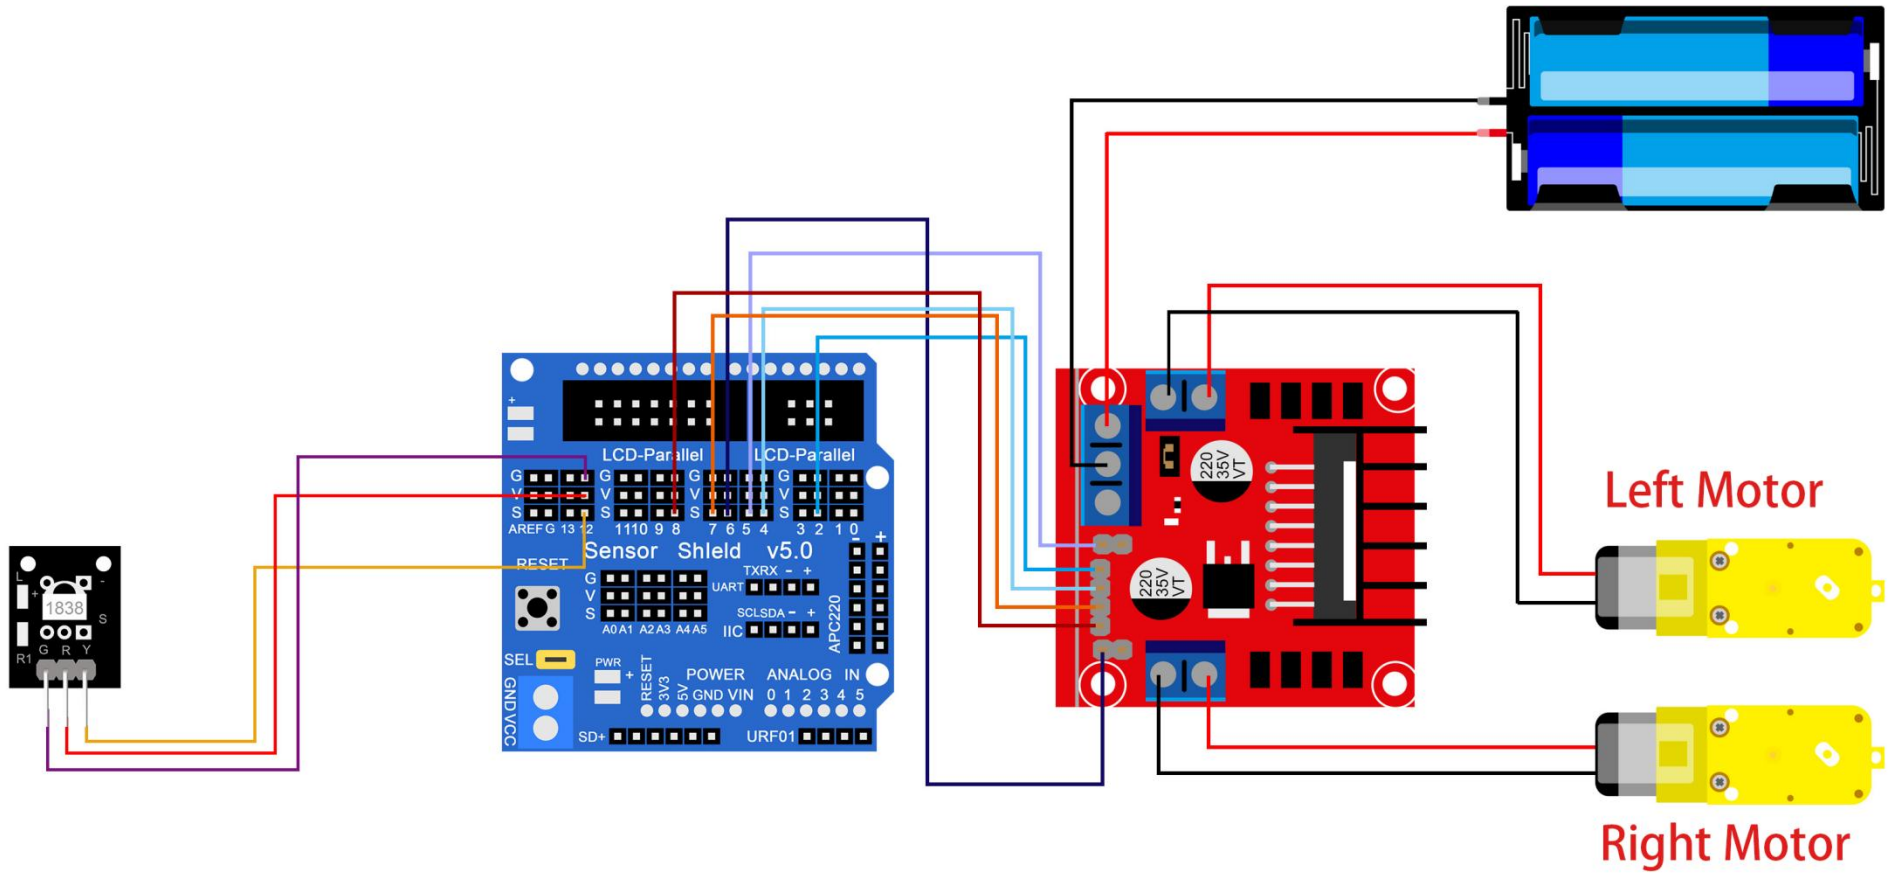 +
LCD-Parallel LCD-Parallel
G G G G
V V V V
S S S S
AREF G 13 12 11 10 9 8 7 6 5 4 3 2 1 0
Sensor Shield v5.0 - +
RESET
TXRX - +
UART
G
V
S
SCLSDA - +
IIC
A0 A1 A2 A3 A4 A5
APC220
SEL
PWR
+
GND VCC
RESET
3V3
5V
POWER
GND VIN
ANALOG IN
0 1 2 3 4 5
SD+
URF01
L
+
-
1838
S
R1
G R Y
220
35V
VT
220
35V
VT
Left Motor
Right Motor